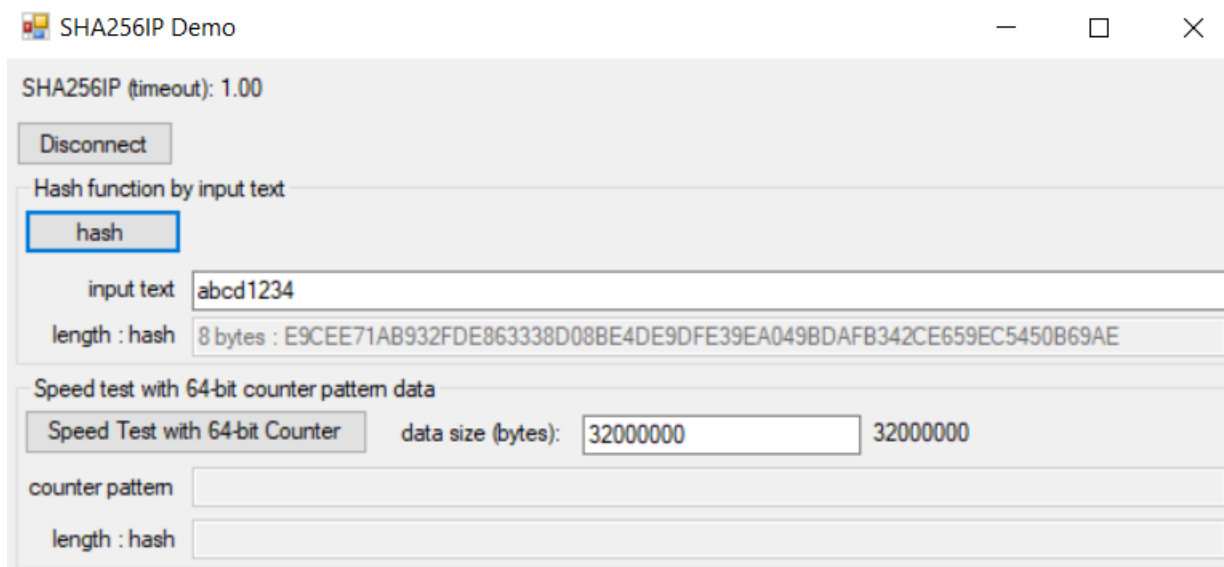 SHA256IP Demo
SHA256IP (timeout): 1.00
Disconnect
Hash function by input text
hash
input text abcd1234
length : hash 8 bytes : E9CEE71AB932FDE863338D08BE4DE9DFE39EA049BDAFB342CE659EC5450B69AE
Speed test with 64-bit counter pattern data
Speed Test with 64-bit Counter data size (bytes): 32000000 32000000
counter pattern
length : hash